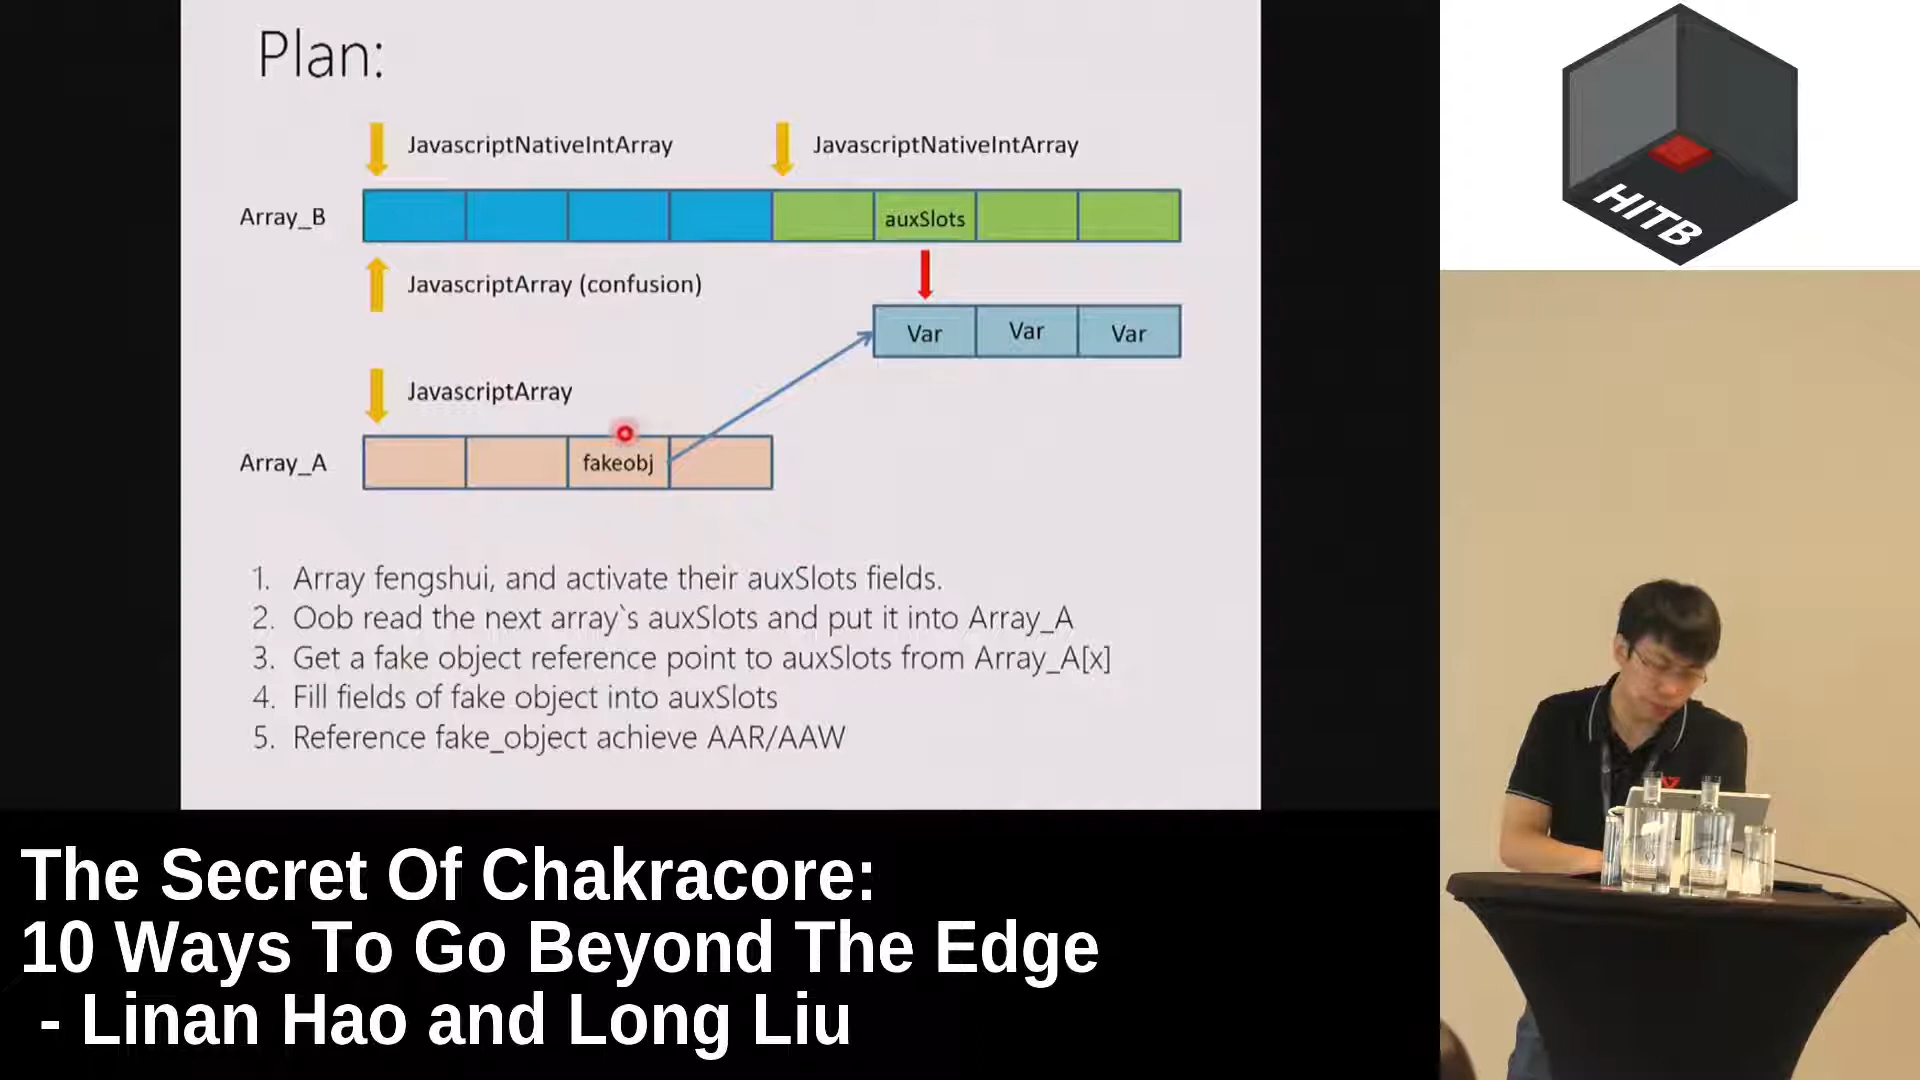 Plan:
JavascriptNativeIntArray
JavascriptNativeIntArray
Array_B
auxSlots
JavascriptArray (confusion)
Var
Var
Var
JavascriptArray
Array_A
fakeobj
1. Array fengshui, and activate their auxSlots fields.
2. Oob read the next array`s auxSlots and put it into Array_A
3. Get a fake object reference point to auxSlots from Array_A[x]
4. Fill fields of fake object into auxSlots
5. Reference fake_object achieve AAR/AAW
HITB
The Secret Of Chakracore:
10 Ways To Go Beyond The Edge
- Linan Hao and Long Liu